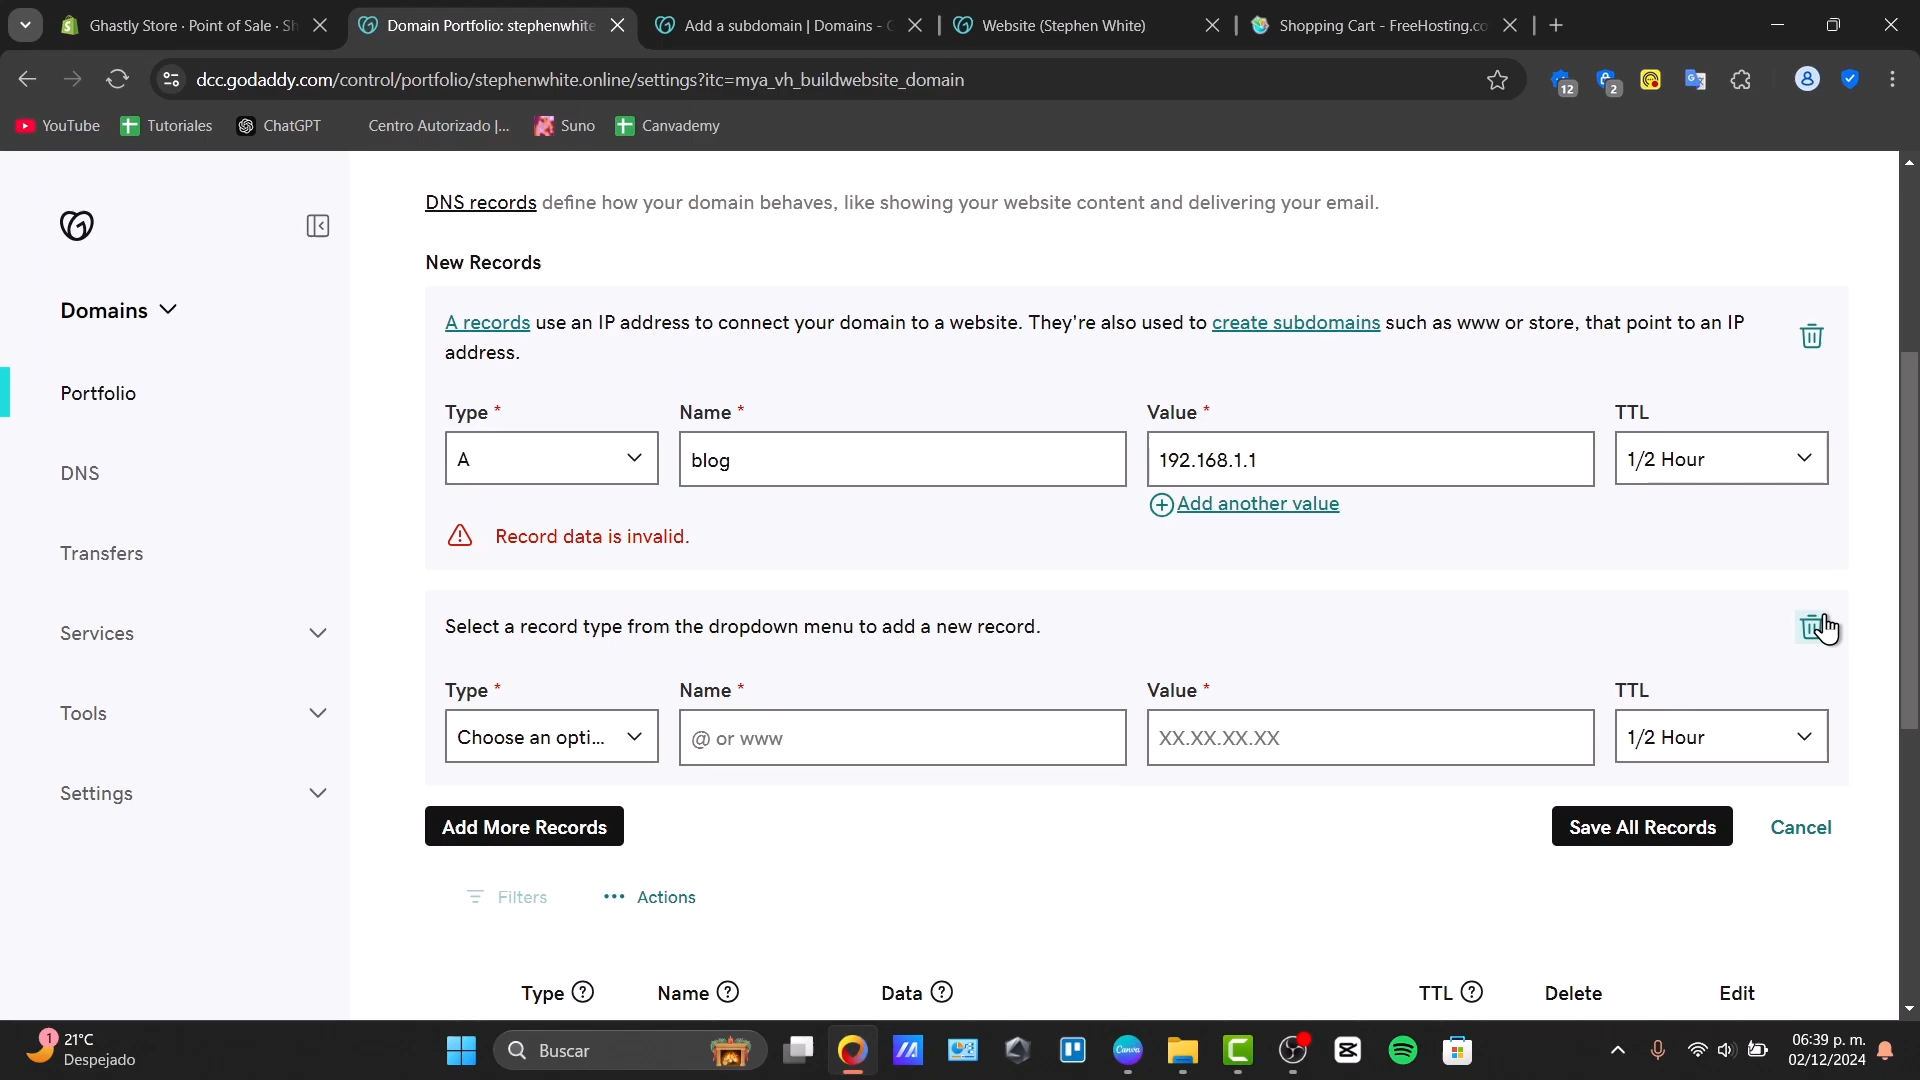 Ghastly Store · Point of Sale · Sh
Domain Portfolio: stephenwhite
Add a subdomain | Domains - G
Website (Stephen White)
Shopping Cart - FreeHosting.co
dcc.godaddy.com/control/portfolio/stephenwhite.online/settings?itc=mya_vh_buildwebsite_domain
12
2
YouTube
Tutoriales
ChatGPT
Centro Autorizado |...
Suno
Canvademy
DNS records define how your domain behaves, like showing your website content and delivering your email.
New Records
Domains
A records use an IP address to connect your domain to a website. They're also used to create subdomains such as www or store, that point to an IP
address.
Portfolio
Type * Name * Value * TTL
A blog 192.168.1.1 1/2 Hour
DNS
Add another value
Record data is invalid.
Transfers
Services
Select a record type from the dropdown menu to add a new record.
Type * Name * Value * TTL
Tools
Choose an opti... @ or www XX.XX.XX.XX 1/2 Hour
Settings
Add More Records Save All Records Cancel
Filters Actions
Type Name Data TTL Delete Edit
1
21°C
Despejado
Buscar
Canva
06:39 p. m.
02/12/2024